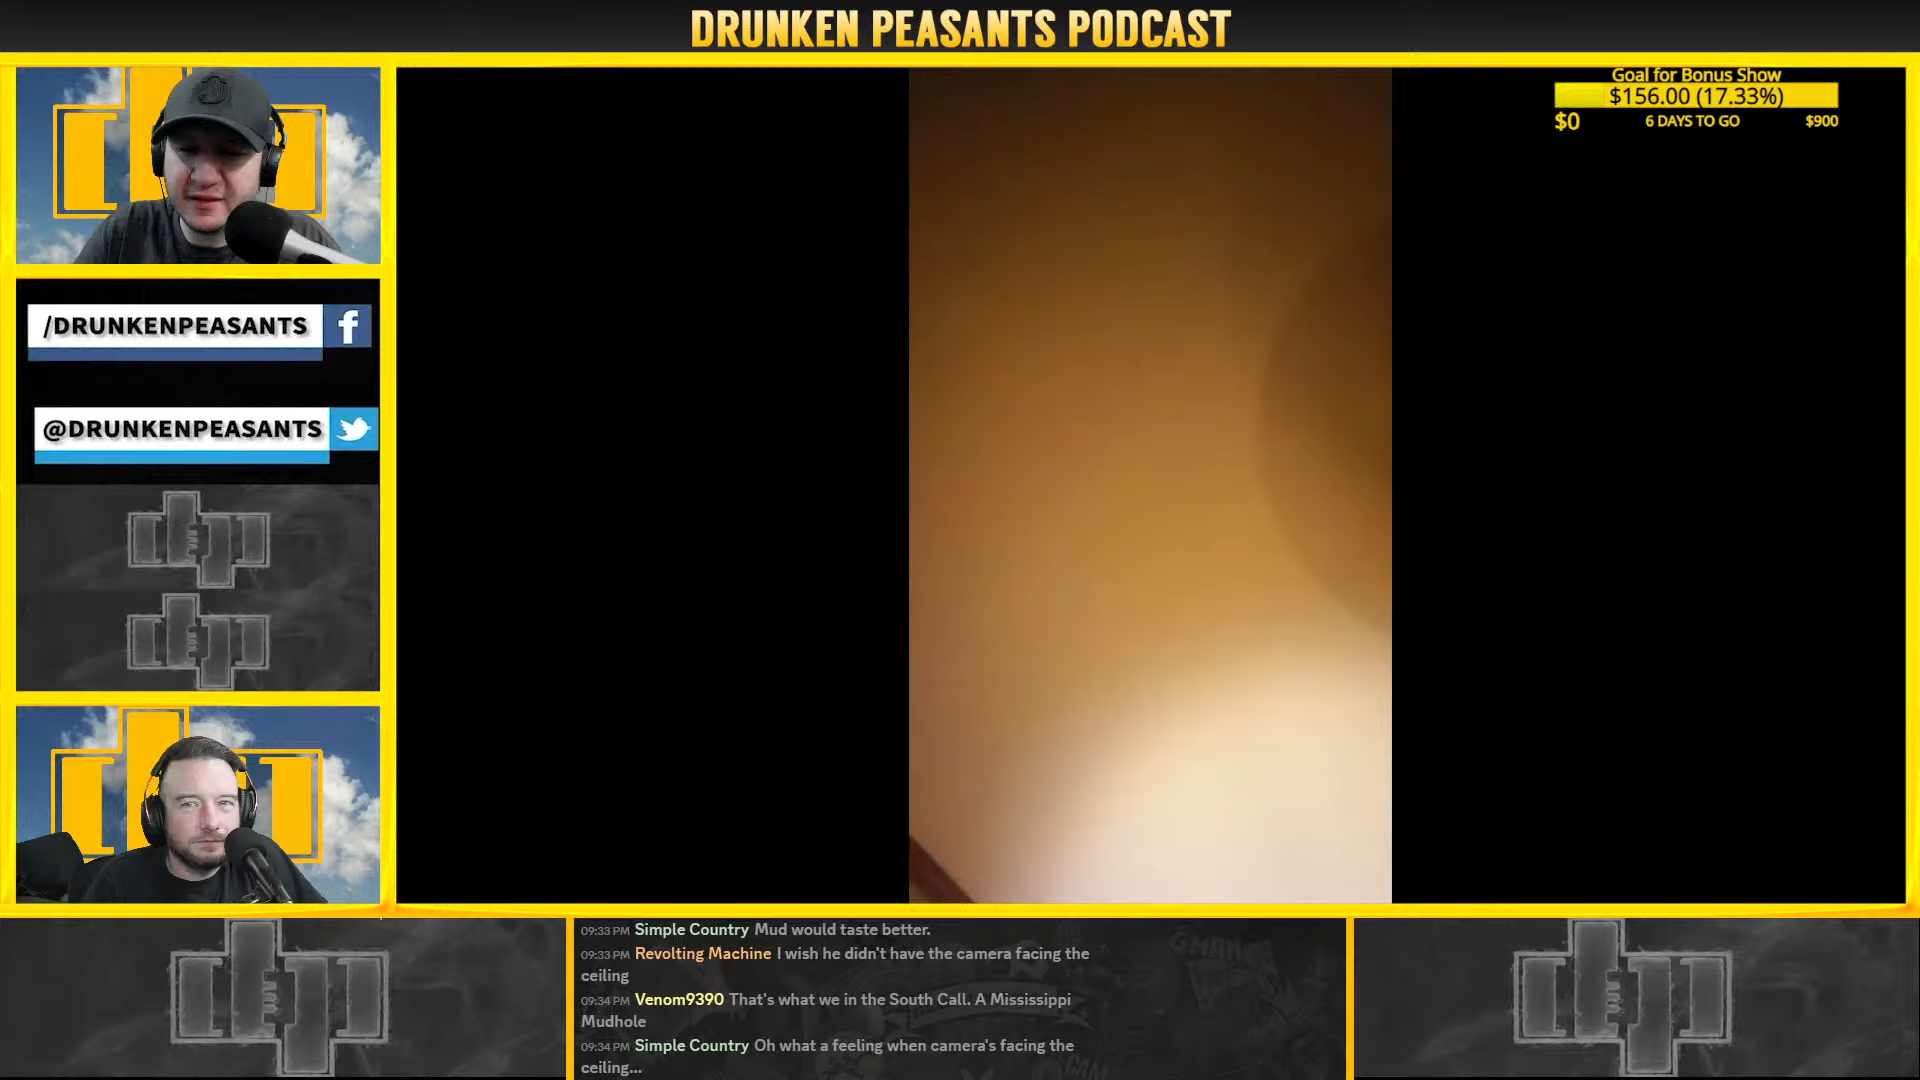 DRUNKEN PEASANTS PODCAST
Goal for Bonus Show
$156.00 (17.33%)
$0 6 DAYS TO GO $900
/DRUNKENPEASANTS f
@DRUNKENPEASANTS
09:33 PM Simple Country Mud would taste better.
09:33 PM Revolting Machine I wish he didn't have the camera facing the
ceiling
09:34 PM Venom9390 That's what we in the South Call. A Mississippi
Mudhole
09:34 PM Simple Country Oh what a feeling when camera's facing the
ceiling...